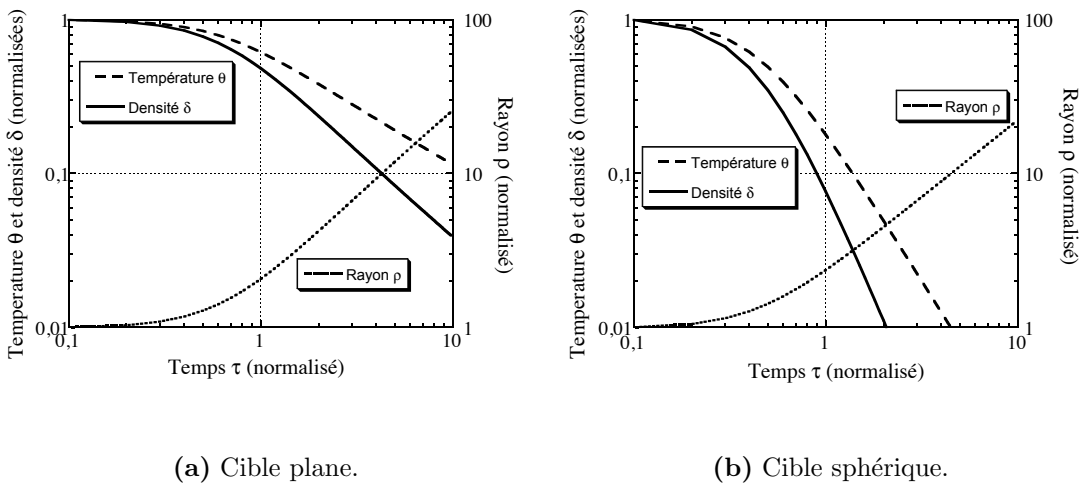 Temperature θ et densité δ (normalisées)
1
0,1
0,01
100
10
1
Rayon ρ (normalisé)
Température θ
Densité δ
Rayon ρ
0,1
1
10
Temps τ (normalisé)
(a) Cible plane.
Temperature θ et densité δ (normalisées)
1
0,1
0,01
100
10
1
Rayon ρ (normalisé)
Rayon ρ
Température θ
Densité δ
0,1
1
10
Temps τ (normalisé)
(b) Cible sphérique.